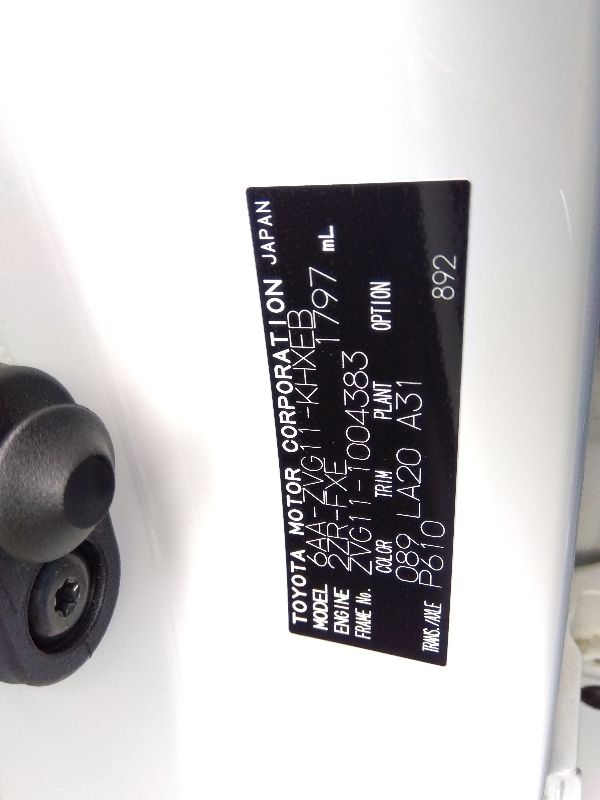 TOYOTA MOTOR CORPORATION JAPAN
MODEL 6AA-ZVG11-KHXEB
ENGINE 2ZR-FXE 1797 mL
FRAME No. ZVG11-1004383
COLOR TRIM PLANT OPTION
089 LA20 A31
TRANS./AXLE P610 892